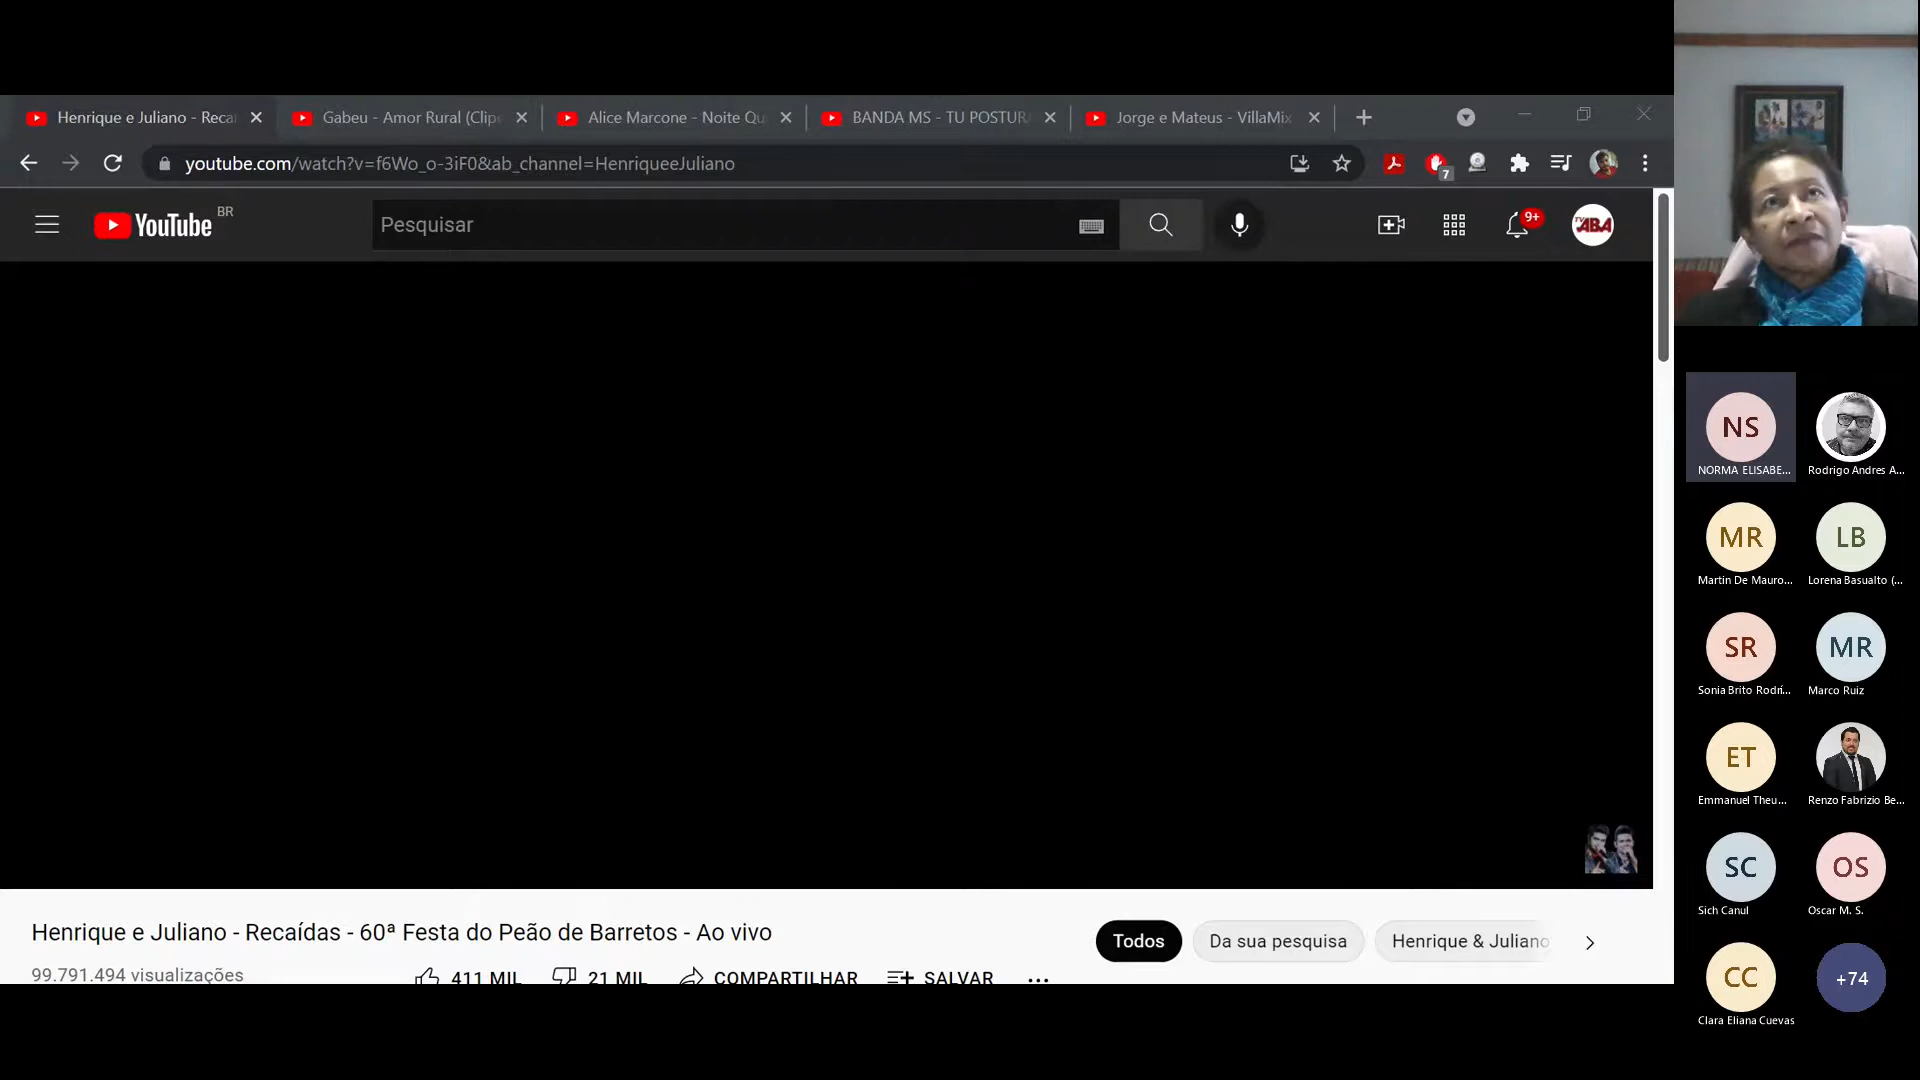 Henrique e Juliano - Reca
Gabeu - Amor Rural (Clip
Alice Marcone - Noite Qu
BANDA MS - TU POSTUR
Jorge e Mateus - VillaMix
youtube.com/watch?v=f6Wo_o-3iF0&ab_channel=HenriqueeJuliano
7
YouTube BR
Pesquisar
9+
TV ABA
NS
NORMA ELISABE...
Rodrigo Andres A...
MR
Martin De Mauro...
LB
Lorena Basualto (...
SR
Sonia Brito Rodrí...
MR
Marco Ruiz
ET
Emmanuel Theu...
Renzo Fabrizio Be...
SC
Sich Canul
OS
Oscar M. S.
CC
Clara Eliana Cuevas
+74
Henrique e Juliano - Recaídas - 60ª Festa do Peão de Barretos - Ao vivo
Todos
Da sua pesquisa
Henrique & Juliano
99.791.494 visualizações
411 MIL
21 MIL
COMPARTILHAR
SALVAR